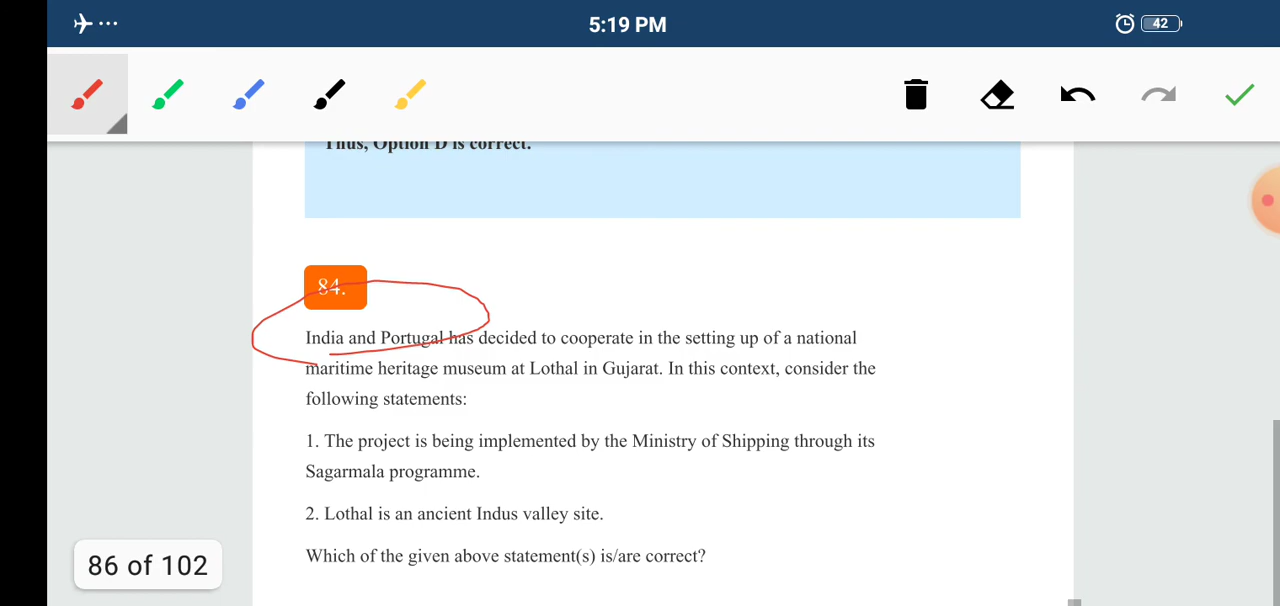 5:19 PM
42
Thus, Option D is correct.
84.
India and Portugal has decided to cooperate in the setting up of a national
maritime heritage museum at Lothal in Gujarat. In this context, consider the
following statements:
1. The project is being implemented by the Ministry of Shipping through its
Sagarmala programme.
2. Lothal is an ancient Indus valley site.
Which of the given above statement(s) is/are correct?
86 of 102